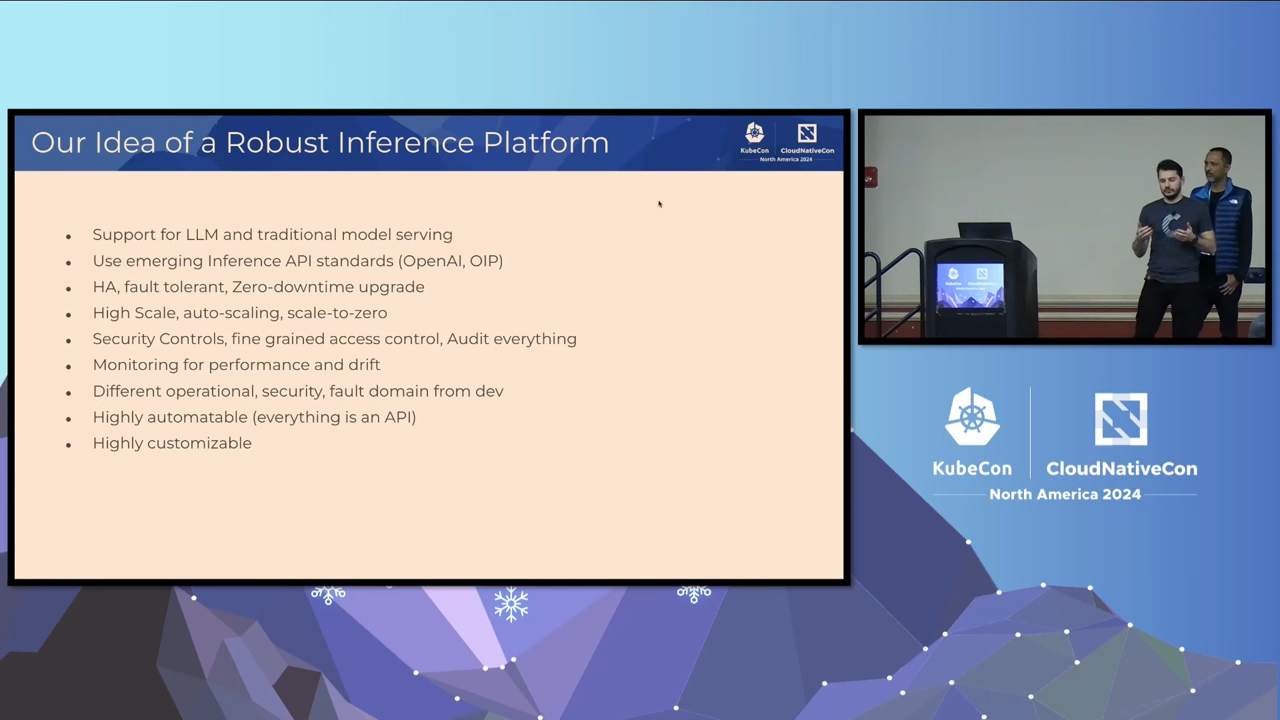 Our Idea of a Robust Inference Platform
KubeCon
CloudNativeCon
North America 2024
Support for LLM and traditional model serving
Use emerging Inference API standards (OpenAI, OIP)
HA, fault tolerant, Zero-downtime upgrade
High Scale, auto-scaling, scale-to-zero
Security Controls, fine grained access control, Audit everything
Monitoring for performance and drift
Different operational, security, fault domain from dev
Highly automatable (everything is an API)
Highly customizable
KubeCon
CloudNativeCon
North America 2024